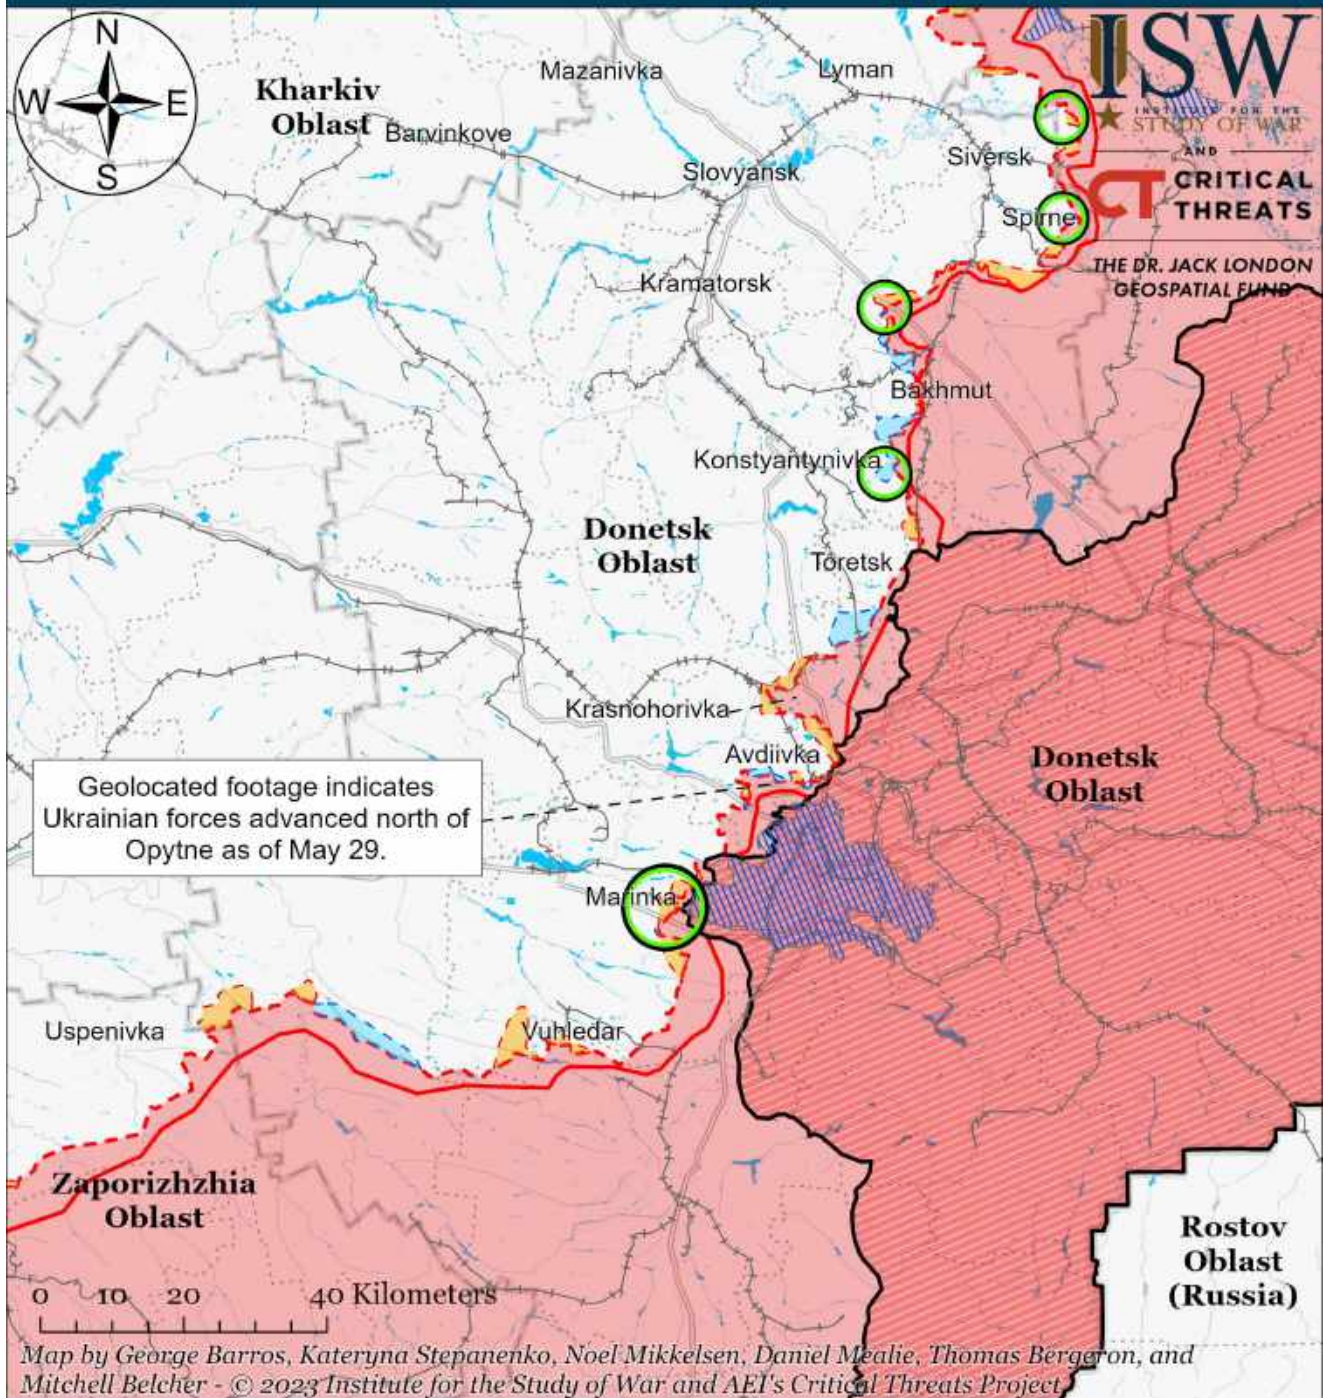 N
W
E
S
Kharkiv
Oblast
Mazanivka
Lyman
Barvinkove
Slovyansk
Siversk
Spirne
ISW
INSTITUTE FOR THE
STUDY OF WAR
AND
CT CRITICAL
THREATS
THE DR. JACK LONDON
GEOSPATIAL FUND
Kramatorsk
Bakhmut
Konstyantynivka
Donetsk
Oblast
Toretsk
Krasnohorivka
Avdiivka
Donetsk
Oblast
Geolocated footage indicates
Ukrainian forces advanced north of
Opytne as of May 29.
Marinka
Uspenivka
Vuhledar
Zaporizhzhia
Oblast
Rostov
Oblast
(Russia)
0 10 20 40 Kilometers
Map by George Barros, Kateryna Stepanenko, Noel Mikkelsen, Daniel Mealie, Thomas Bergeron, and
Mitchell Belcher - © 2023 Institute for the Study of War and AEI's Critical Threats Project